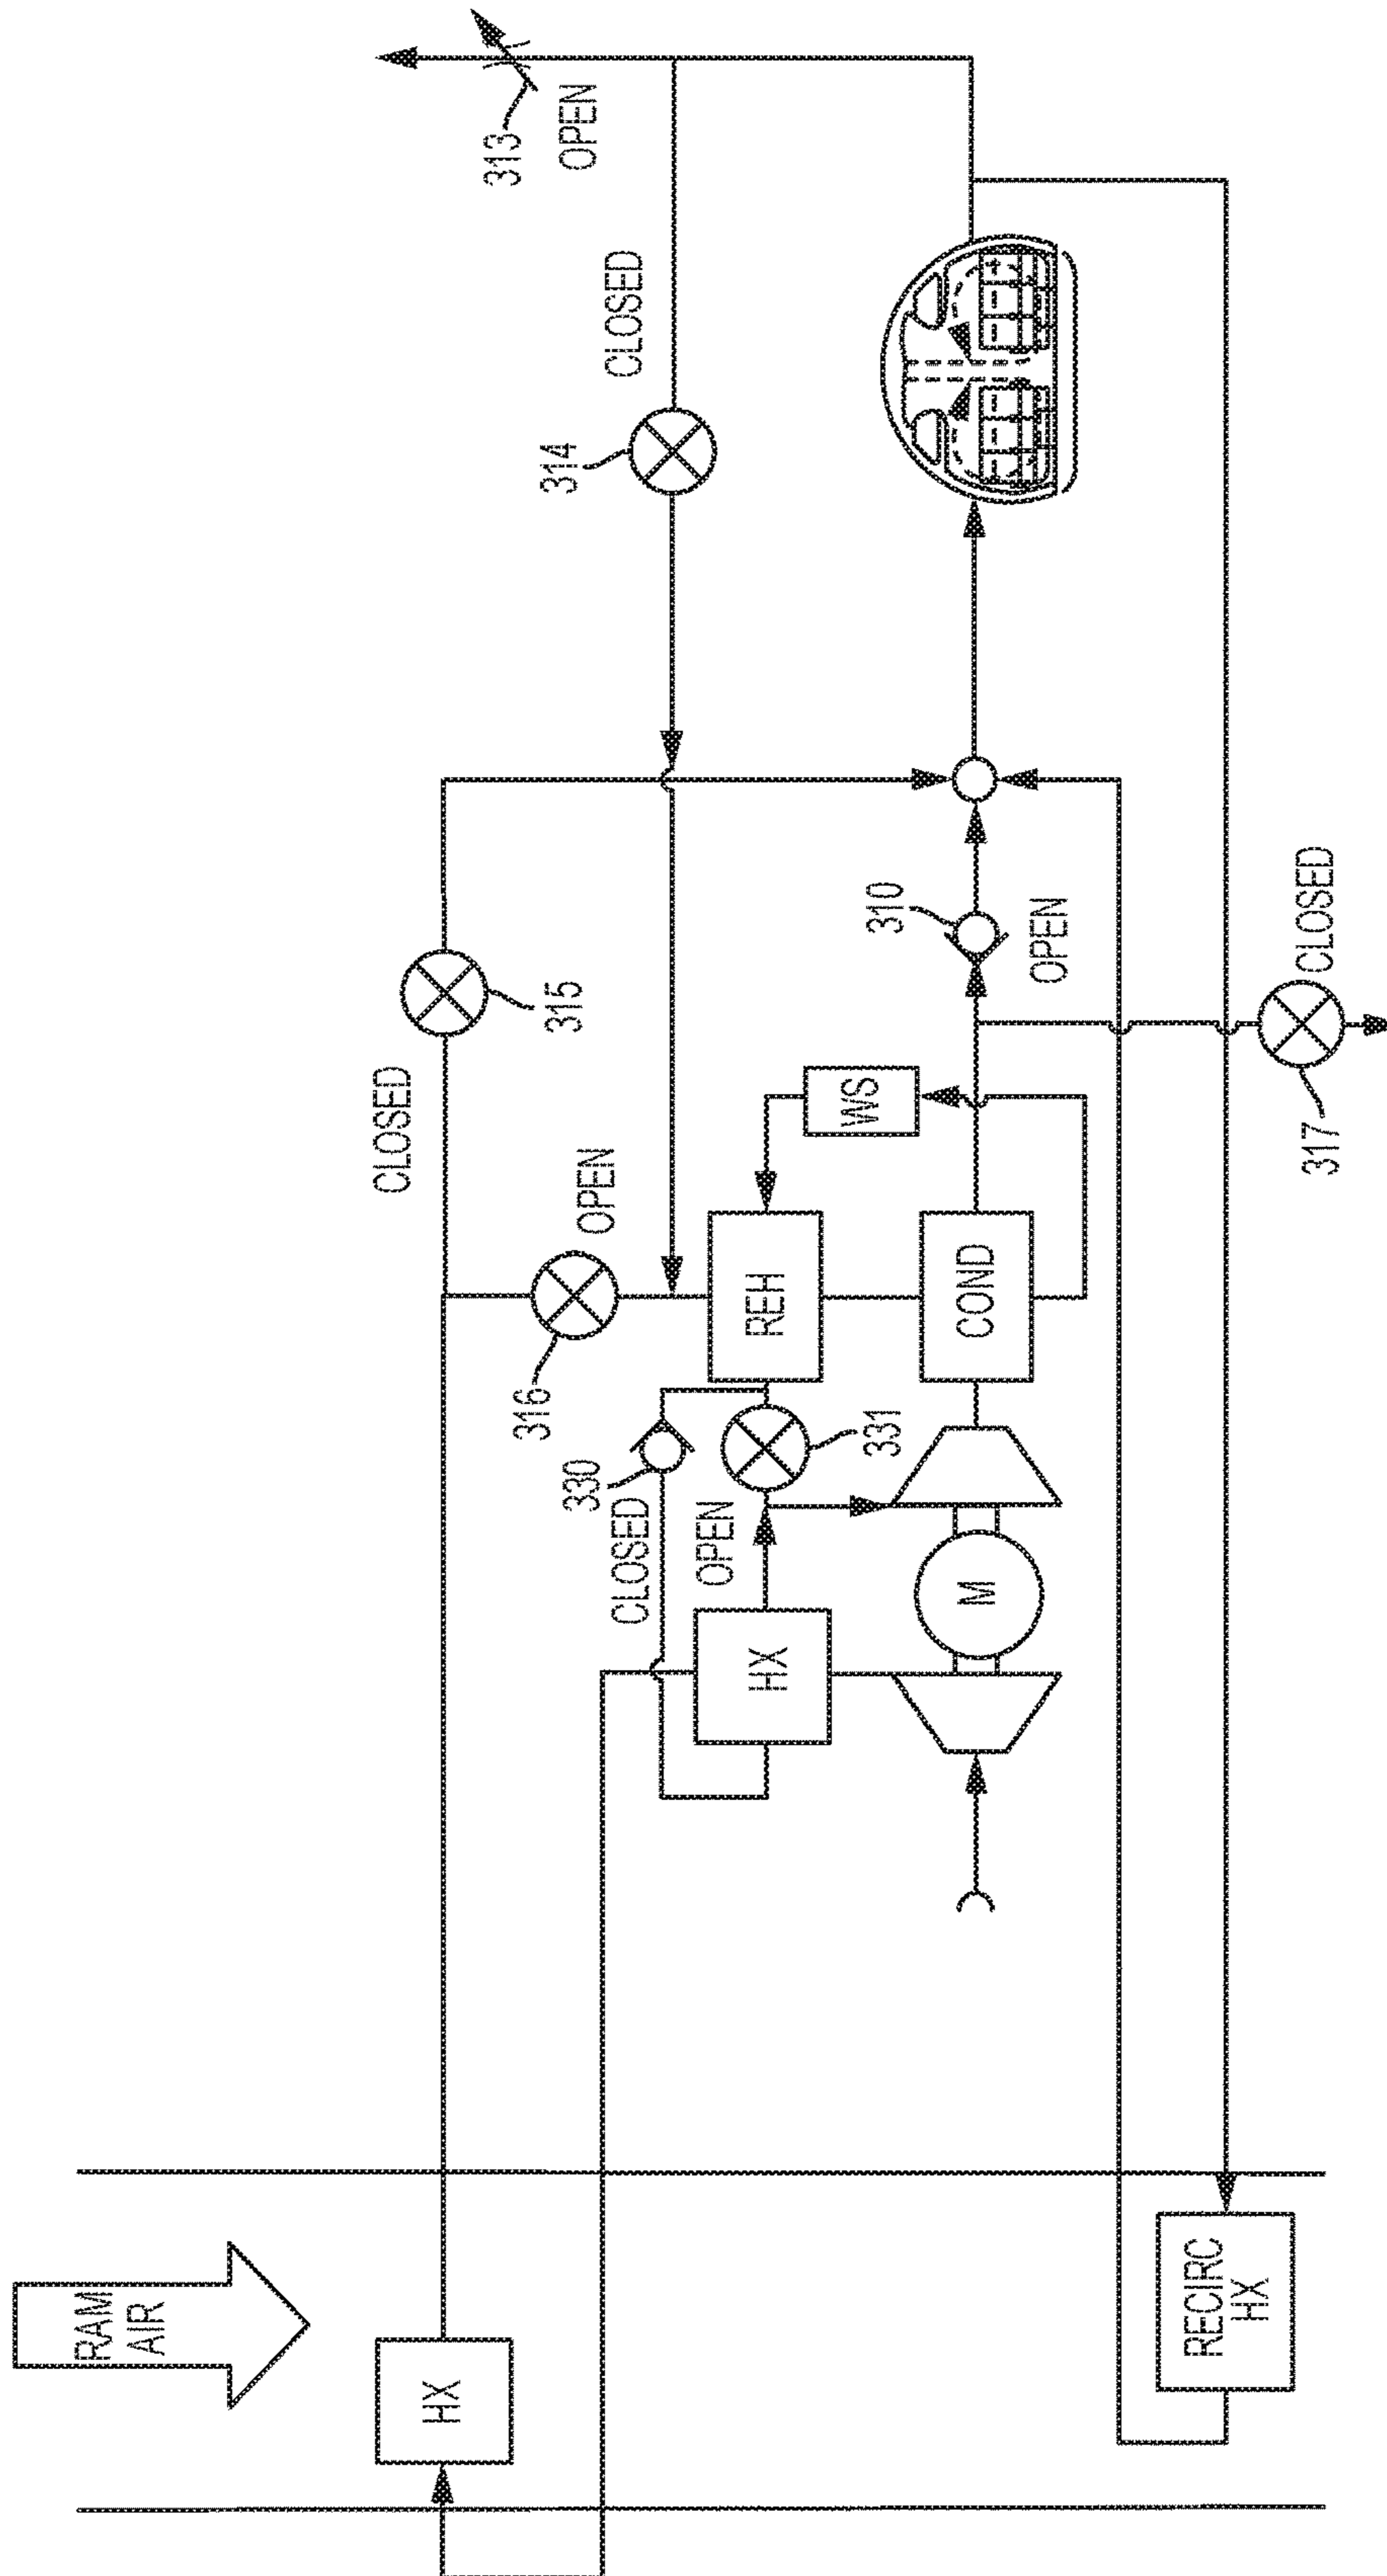 RAM
AIR
HX
RECIRC
HX
HX
M
CLOSED
330
OPEN
331
316
OPEN
REH
COND
WS
CLOSED
315
310
OPEN
317
CLOSED
314
CLOSED
313
OPEN